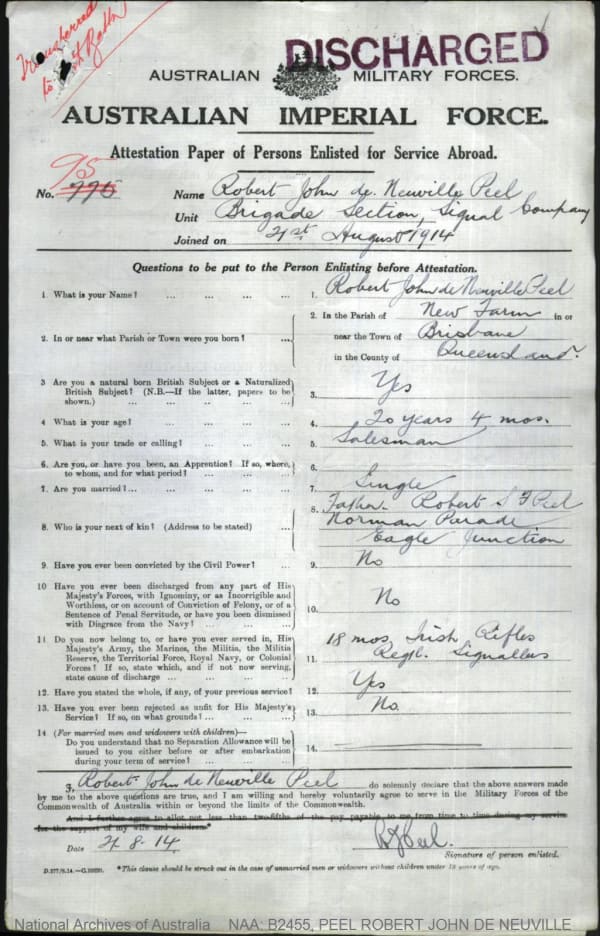 Transferred
to
DISCHARGED
AUSTRALIAN MILITARY FORCES.
AUSTRALIAN IMPERIAL FORCE.
Attestation Paper of Persons Enlisted for Service Abroad.
95
No. 775 Name Robert John de Neuville Peel
Unit Brigade Section, Signal Company
Joined on 21st August 1914
Questions to be put to the Person Enlisting before Attestation.
1. What is your Name? ... ... ... ... 1. Robert John de Neuville Peel
2. In or near what Parish or Town were you born? ... 2. In the Parish of New Farm in or
near the Town of Brisbane
in the County of Queensland.
3 Are you a natural born British Subject or a Naturalized
British Subject? (N.B.—If the latter, papers to be
shown.) ... ... ... ... ... 3. Yes
4 What is your age? ... ... ... ... 4. 20 years 4 mos.
5. What is your trade or calling? ... ... ... 5. Salesman
6. Are you, or have you been, an Apprentice? If so, where,
to whom, and for what period? ... ... ... 6.
7. Are you married? ... ... ... ... ... 7. Single
8. Who is your next of kin? (Address to be stated) ... 8. Father. Robert S F Peel
Norman Parade
Eagle Junction
9. Have you ever been convicted by the Civil Power? ... 9. No
10 Have you ever been discharged from any part of His
Majesty's Forces, with Ignominy, or as Incorrigible and
Worthless, or on account of Conviction of Felony, or of a
Sentence of Penal Servitude, or have you been dismissed
with Disgrace from the Navy? ... ... ... 10. No
11 Do you now belong to, or have you ever served in, His
Majesty's Army, the Marines, the Militia, the Militia
Reserve, the Territorial Force, Royal Navy, or Colonial
Forces? If so, state which, and if not now serving,
state cause of discharge ... ... ... ... 11. 18 mos. Irish Rifles
Regtl. Signallers
12. Have you stated the whole, if any, of your previous service? 12. Yes
13. Have you ever been rejected as unfit for His Majesty's
Service? If so, on what grounds? ... ... ... 13. No.
14 (For married men and widowers with children)—
Do you understand that no Separation Allowance will be
issued to you either before or after embarkation
during your term of service? ... ... ... 14.
I, Robert John de Neuville Peel do solemnly declare that the above answers made
by me to the above questions are true, and I am willing and hereby voluntarily agree to serve in the Military Forces of the
Commonwealth of Australia within or beyond the limits of the Commonwealth.
And I further agree to allot not less than two-fifths of the pay payable to me from time to time during my service
for the support of my wife and children.*
Date 21.8.14 Peel.
Signature of person enlisted.
*This clause should be struck out in the case of unmarried men or widowers without children under 18 years of age.
National Archives of Australia NAA: B2455, PEEL ROBERT JOHN DE NEUVILLE